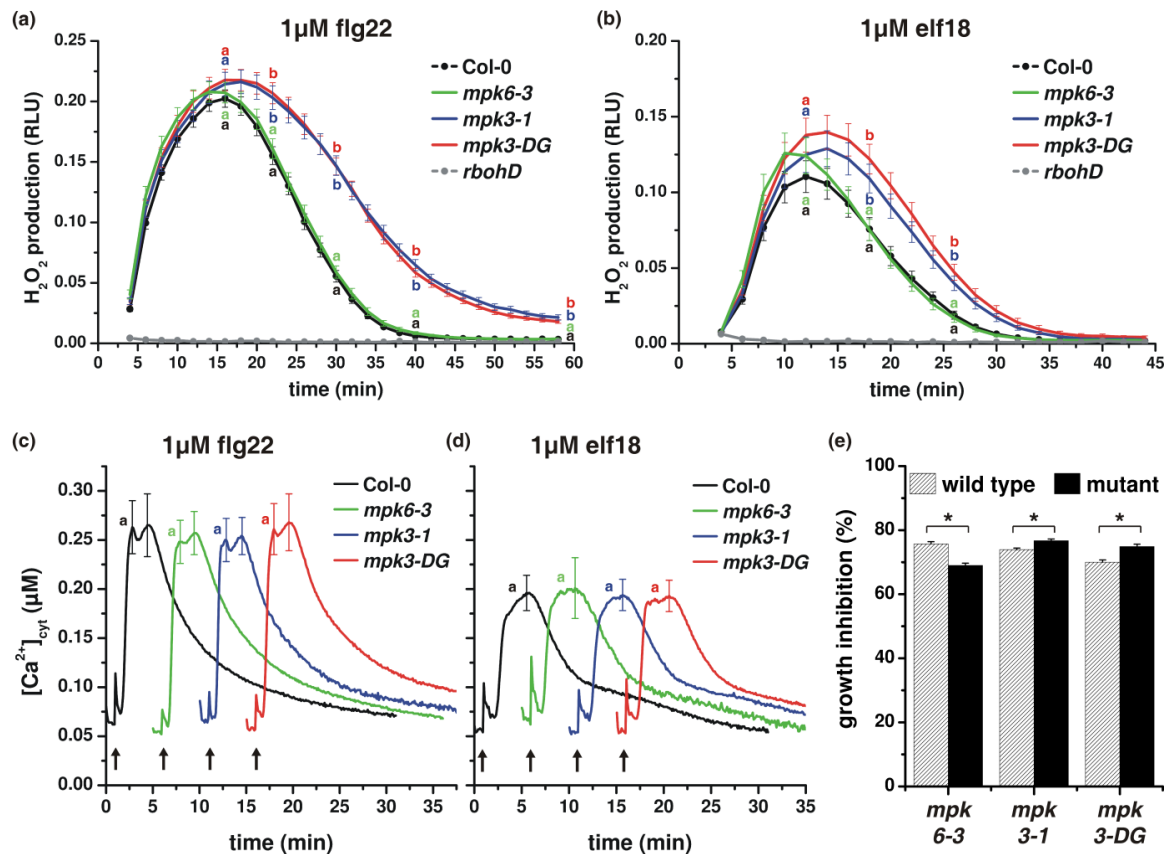 (a)
1μM flg22
H2O2 production (RLU)
0.25
0.20
0.15
0.10
0.05
0.00
Col-0
mpk6-3
mpk3-1
mpk3-DG
rbohD
a
a
a
a
b
b
a
a
b
b
a
a
b
b
a
a
b
b
a
a
0 5 10 15 20 25 30 35 40 45 50 55 60
time (min)
(b)
1μM elf18
H2O2 production (RLU)
0.20
0.15
0.10
0.05
0.00
Col-0
mpk6-3
mpk3-1
mpk3-DG
rbohD
a
a
a
a
b
b
a
a
b
b
a
a
0 5 10 15 20 25 30 35 40 45
time (min)
(c)
1μM flg22
[Ca2+]cyt (μM)
0.30
0.25
0.20
0.15
0.10
0.05
0.00
Col-0
mpk6-3
mpk3-1
mpk3-DG
a a a a
0 5 10 15 20 25 30 35
time (min)
(d)
1μM elf18
Col-0
mpk6-3
mpk3-1
mpk3-DG
a a a a
0 5 10 15 20 25 30 35
time (min)
(e)
growth inhibition (%)
100
80
60
40
20
0
wild type mutant
* * *
mpk mpk mpk
6-3 3-1 3-DG